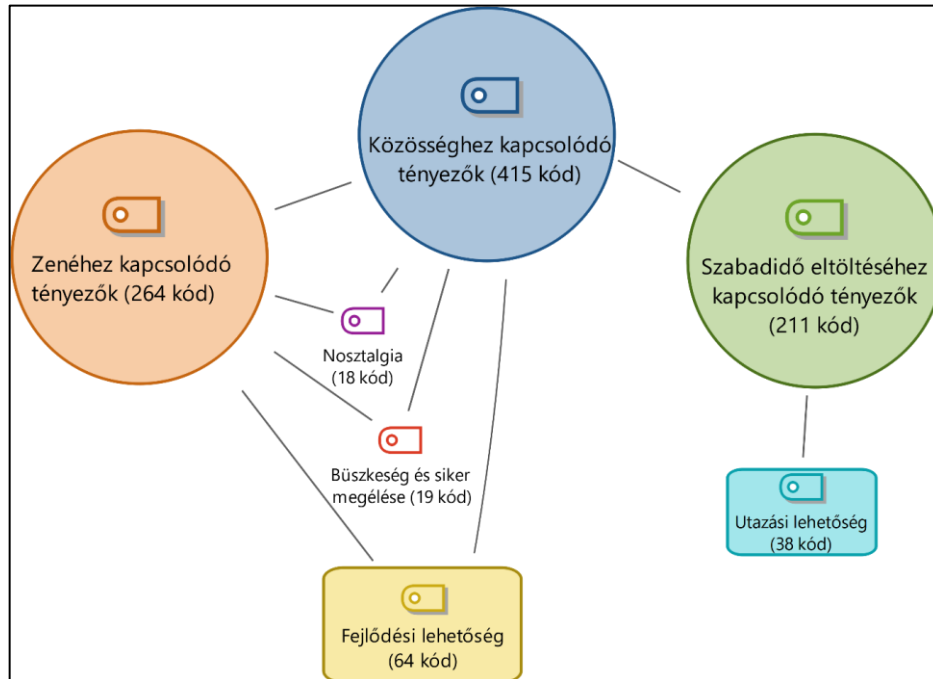 Közösséghez kapcsolódó
tényezők (415 kód)
Zenéhez kapcsolódó
tényezők (264 kód)
Szabadidő eltöltéséhez
kapcsolódó tényezők
(211 kód)
Nosztalgia
(18 kód)
Büszkeség és siker
megélése (19 kód)
Utazási lehetőség
(38 kód)
Fejlődési lehetőség
(64 kód)